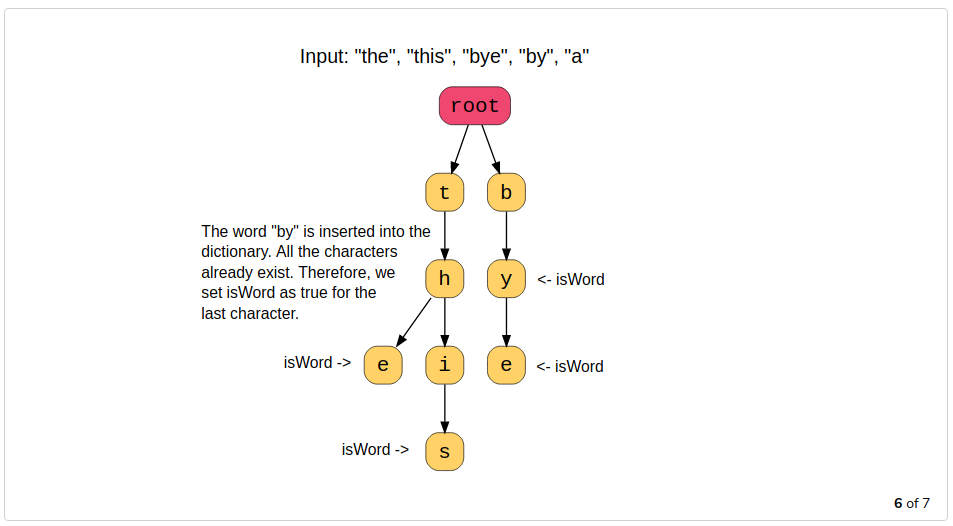 Input: "the", "this", "bye", "by", "a"
root
t b
The word "by" is inserted into the
dictionary. All the characters
already exist. Therefore, we
set isWord as true for the
last character.
h y <- isWord
isWord -> e i e <- isWord
isWord -> s
6 of 7